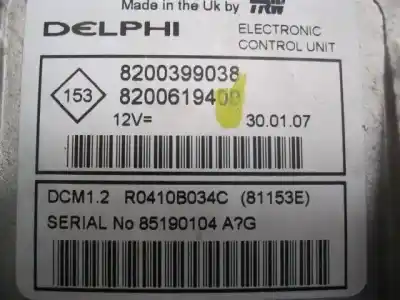 Made in the Uk by TRW
DELPHI
ELECTRONIC
CONTROL UNIT
153
8200399038
8200619409
12V=
30.01.07
DCM1.2 R0410B034C (81153E)
SERIAL No 85190104 A?G